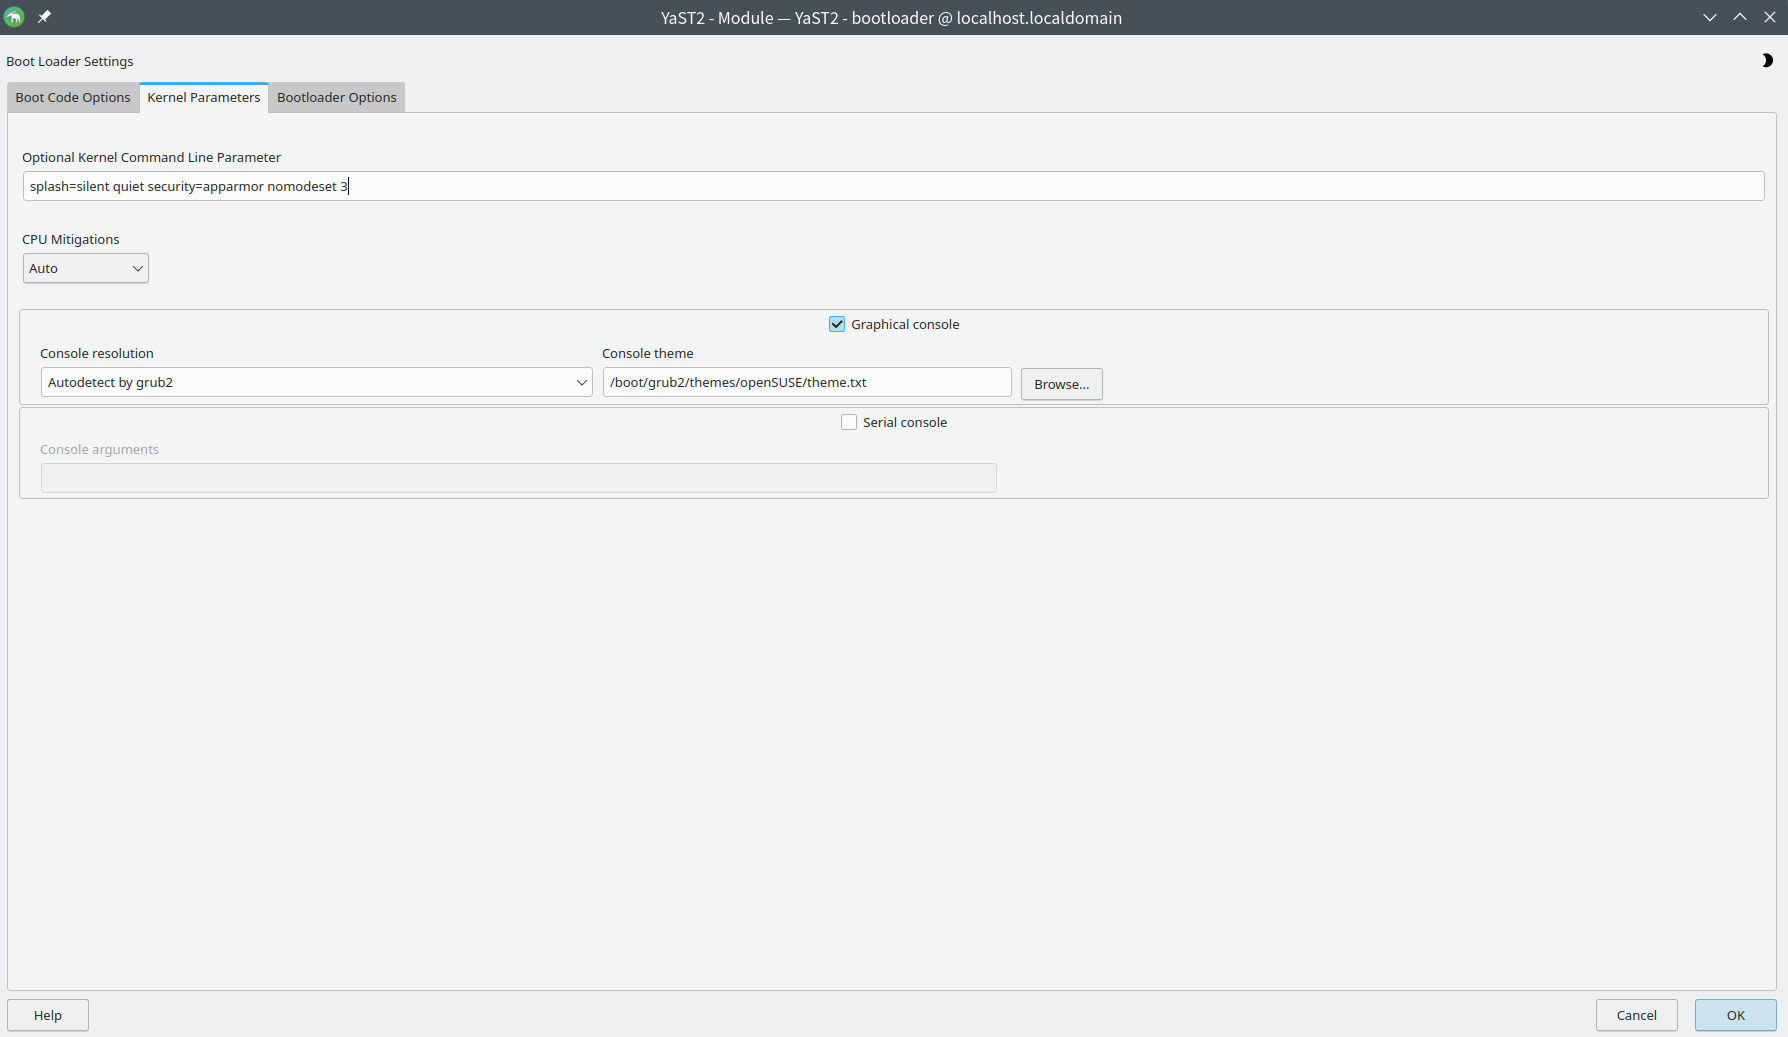 YaST2 - Module — YaST2 - bootloader @ localhost.localdomain
Boot Loader Settings
Boot Code Options Kernel Parameters Bootloader Options
Optional Kernel Command Line Parameter
splash=silent quiet security=apparmor nomodeset 3
CPU Mitigations
Auto
Graphical console
Console resolution Console theme
Autodetect by grub2 /boot/grub2/themes/openSUSE/theme.txt Browse...
Serial console
Console arguments
Help Cancel OK